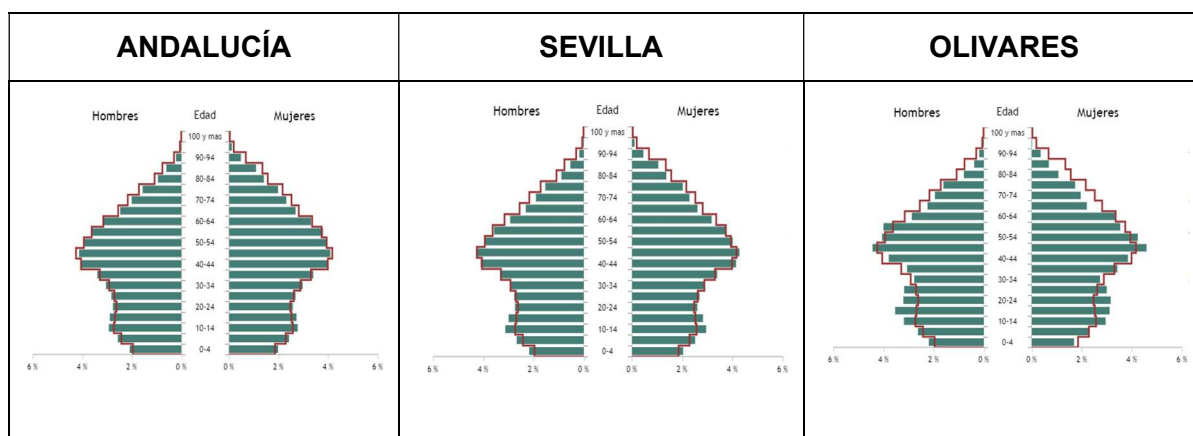 ANDALUCÍA
SEVILLA
OLIVARES
Hombres Edad Mujeres
100 y mas
90-94
80-84
70-74
60-64
50-54
40-44
30-34
20-24
10-14
0-4
6 % 4 % 2 % 0 % 0 % 2 % 4 % 6 %
Hombres Edad Mujeres
100 y mas
90-94
80-84
70-74
60-64
50-54
40-44
30-34
20-24
10-14
0-4
6 % 4 % 2 % 0 % 0 % 2 % 4 % 6 %
Hombres Edad Mujeres
100 y mas
90-94
80-84
70-74
60-64
50-54
40-44
30-34
20-24
10-14
0-4
6 % 4 % 2 % 0 % 0 % 2 % 4 % 6 %